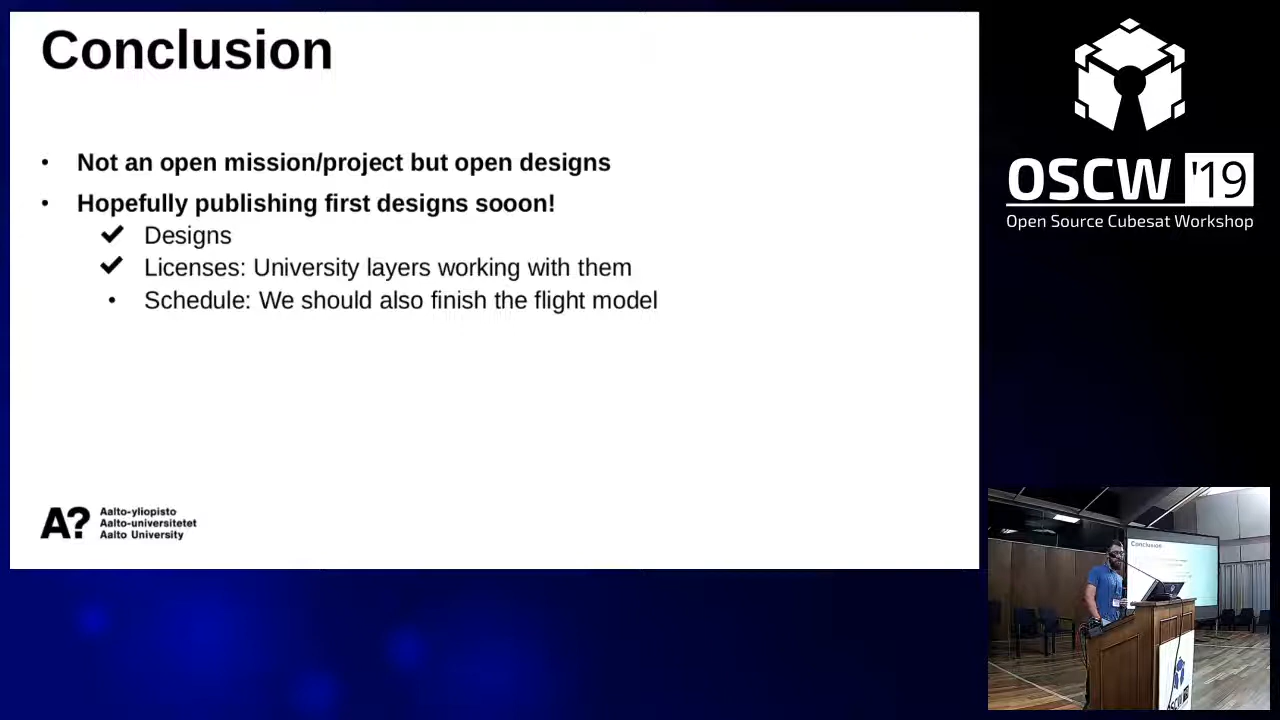 Conclusion
Not an open mission/project but open designs
Hopefully publishing first designs sooon!
Designs
Licenses: University layers working with them
Schedule: We should also finish the flight model
A?
Aalto-yliopisto
Aalto-universitetet
Aalto University
OSCW '19
Open Source Cubesat Workshop
Conclusion